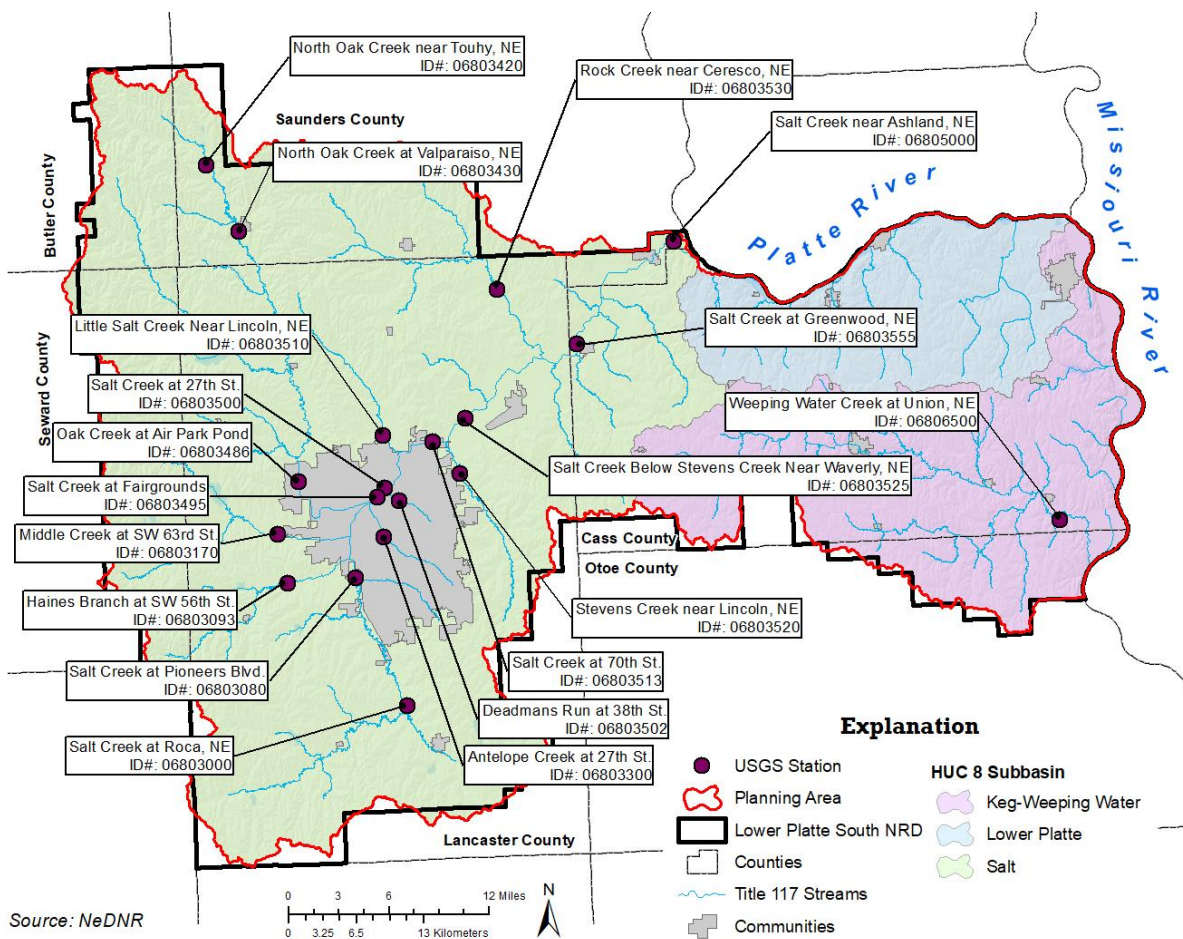 North Oak Creek near Touhy, NE
ID#: 06803420
Rock Creek near Ceresco, NE
ID#: 06803530
Saunders County
Salt Creek near Ashland, NE
ID#: 06805000
North Oak Creek at Valparaiso, NE
ID#: 06803430
Butler County
Platte River
Missouri River
Little Salt Creek Near Lincoln, NE
ID#: 06803510
Salt Creek at Greenwood, NE
ID#: 06803555
Seward County
Salt Creek at 27th St.
ID#: 06803500
Weeping Water Creek at Union, NE
ID#: 06806500
Oak Creek at Air Park Pond
ID#: 06803486
Salt Creek Below Stevens Creek Near Waverly, NE
ID#: 06803525
Salt Creek at Fairgrounds
ID#: 06803495
Middle Creek at SW 63rd St.
ID#: 06803170
Cass County
Otoe County
Haines Branch at SW 56th St.
ID#: 06803093
Stevens Creek near Lincoln, NE
ID#: 06803520
Salt Creek at Pioneers Blvd.
ID#: 06803080
Salt Creek at 70th St.
ID#: 06803513
Deadmans Run at 38th St.
ID#: 06803502
Salt Creek at Roca, NE
ID#: 06803000
Antelope Creek at 27th St.
ID#: 06803300
Lancaster County
Explanation
USGS Station
Planning Area
Lower Platte South NRD
Counties
Title 117 Streams
Communities
HUC 8 Subbasin
Keg-Weeping Water
Lower Platte
Salt
0 3 6 12 Miles
0 3.25 6.5 13 Kilometers
N
Source: NeDNR